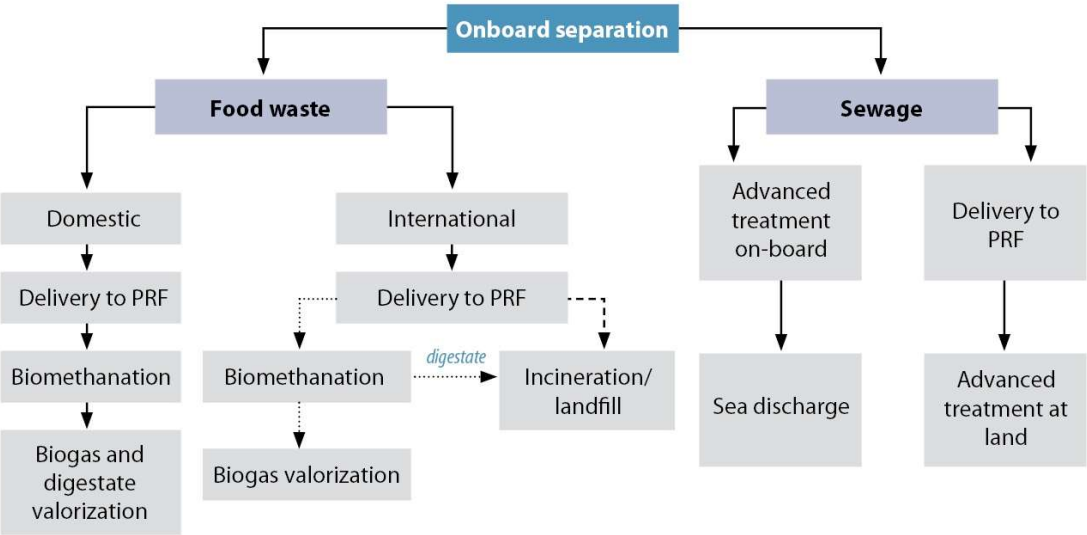 Onboard separation
Food waste
Sewage
Domestic
International
Advanced
treatment
on-board
Delivery to
PRF
Delivery to PRF
Delivery to PRF
Biomethanation
Biomethanation
digestate
Incineration/
landfill
Sea discharge
Advanced
treatment at
land
Biogas and
digestate
valorization
Biogas valorization